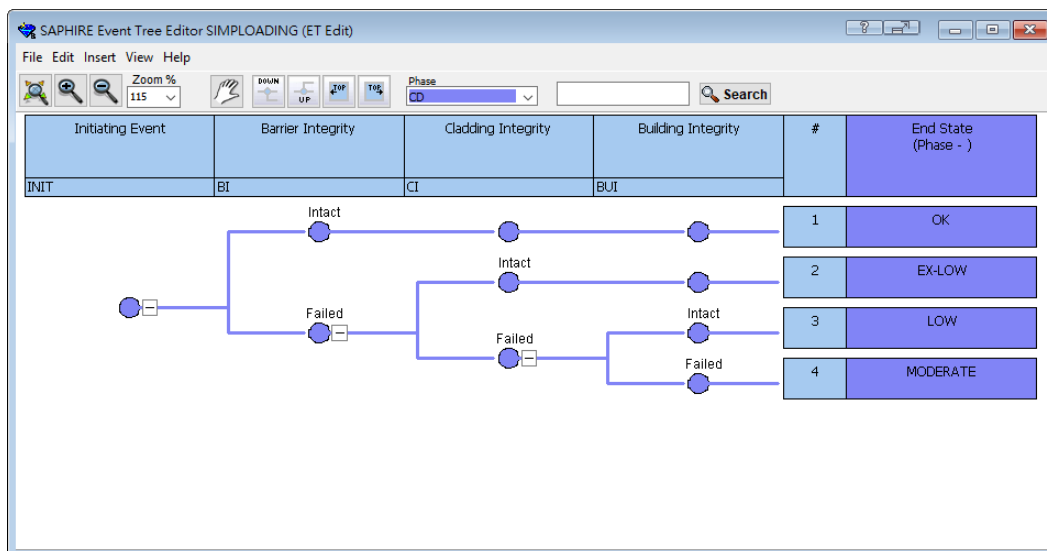 SAPHIRE Event Tree Editor SIMPLOADING (ET Edit)
File Edit Insert View Help
Zoom %
115
DOWN
UP
TOP
TOP
Phase
CD
Search
Initiating Event Barrier Integrity Cladding Integrity Building Integrity # End State
(Phase - )
INIT BI CI BUI
Intact
1 OK
Intact
2 EX-LOW
Failed
Intact
3 LOW
Failed
Failed
4 MODERATE